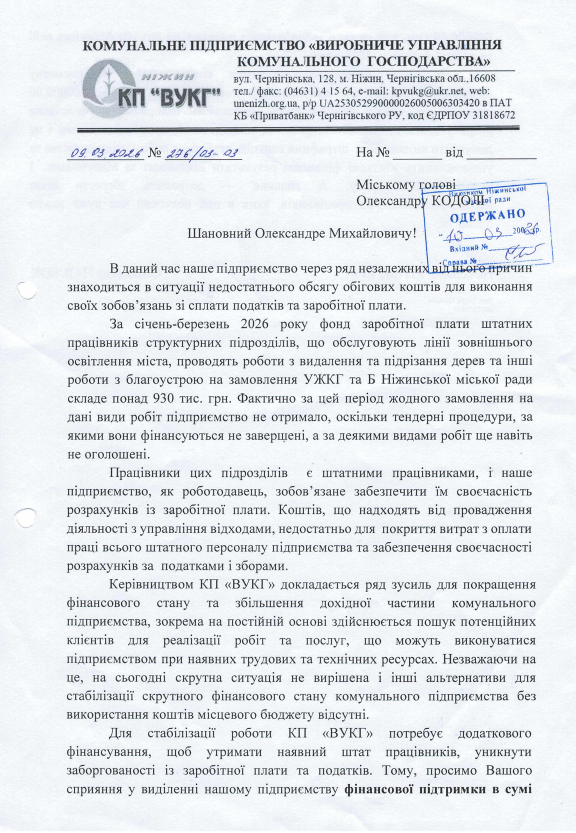 КОМУНАЛЬНЕ ПІДПРИЄМСТВО «ВИРОБНИЧЕ УПРАВЛІННЯ
КОМУНАЛЬНОГО ГОСПОДАРСТВА»
НІЖИН
КП "ВУКГ"
вул. Чернігівська, 128, м. Ніжин, Чернігівська обл.,16608
тел./ факс: (04631) 4 15 64, e-mail: kpvukg@ukr.net, web:
unenizh.org.ua, р/р UA253052990000026005006303420 в ПАТ
КБ «Приватбанк» Чернігівського РУ, код ЄДРПОУ 31818672
09.03.2026 № 276/03-03
На № від
Міському голові
Олександру КОДОЛІ
Виконком Ніжинської
міської ради
ОДЕРЖАНО
"10" 03 2026р.
Вхідний №
Справа №
Шановний Олександре Михайловичу!
В даний час наше підприємство через ряд незалежних від нього причин
знаходиться в ситуації недостатнього обсягу обігових коштів для виконання
своїх зобов’язань зі сплати податків та заробітної плати.
За січень-березень 2026 року фонд заробітної плати штатних
працівників структурних підрозділів, що обслуговують лінії зовнішнього
освітлення міста, проводять роботи з видалення та підрізання дерев та інші
роботи з благоустрою на замовлення УЖКГ та Б Ніжинської міської ради
складе понад 930 тис. грн. Фактично за цей період жодного замовлення на
дані види робіт підприємство не отримало, оскільки тендерні процедури, за
якими вони фінансуються не завершені, а за деякими видами робіт ще навіть
не оголошені.
Працівники цих підрозділів є штатними працівниками, і наше
підприємство, як роботодавець, зобов’язане забезпечити їм своєчасність
розрахунків із заробітної плати. Коштів, що надходять від провадження
діяльності з управління відходами, недостатньо для покриття витрат з оплати
праці всього штатного персоналу підприємства та забезпечення своєчасності
розрахунків за податками і зборами.
Керівництвом КП «ВУКГ» докладається ряд зусиль для покращення
фінансового стану та збільшення дохідної частини комунального
підприємства, зокрема на постійній основі здійснюється пошук потенційних
клієнтів для реалізації робіт та послуг, що можуть виконуватися
підприємством при наявних трудових та технічних ресурсах. Незважаючи на
це, на сьогодні скрутна ситуація не вирішена і інші альтернативи для
стабілізації скрутного фінансового стану комунального підприємства без
використання коштів місцевого бюджету відсутні.
Для стабілізації роботи КП «ВУКГ» потребує додаткового
фінансування, щоб утримати наявний штат працівників, уникнути
заборгованості із заробітної плати та податків. Тому, просимо Вашого
сприяння у виділенні нашому підприємству фінансової підтримки в сумі